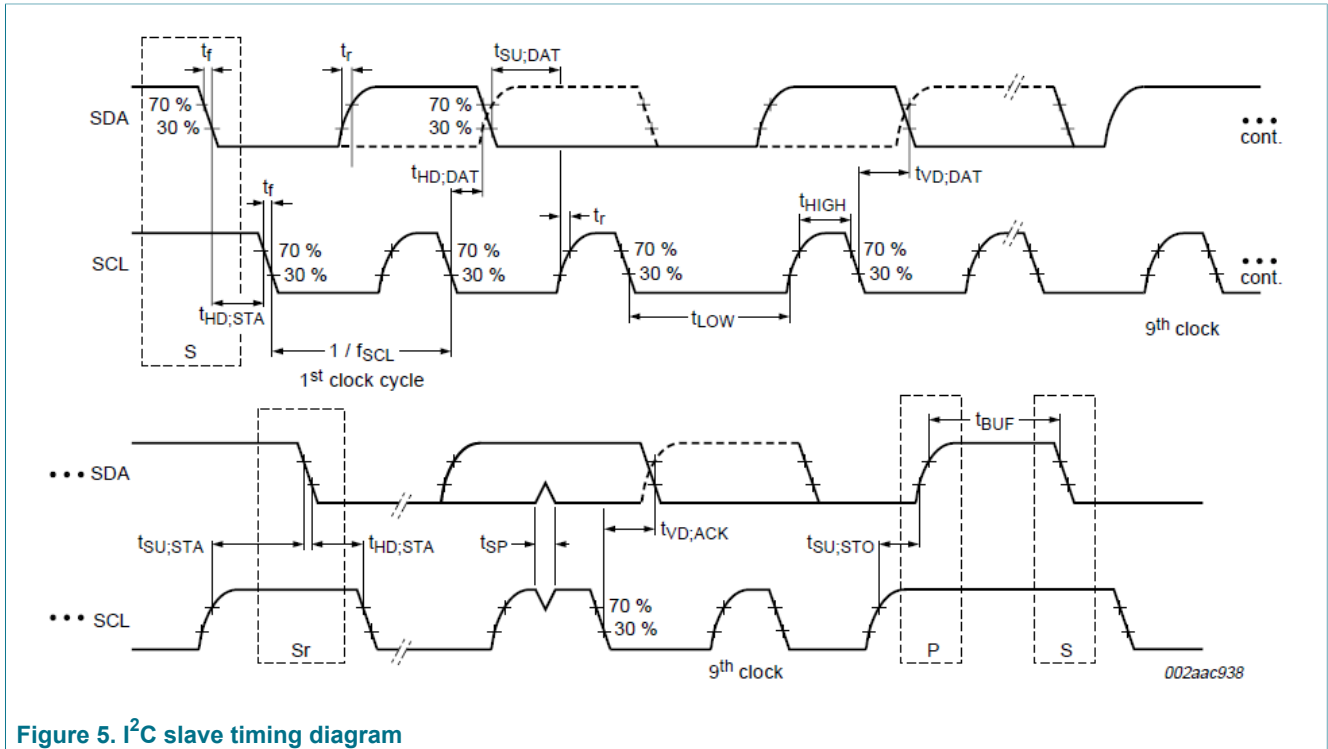 tf
tr
tSU;DAT
70 %
30 %
70 %
30 %
SDA
cont.
tHD;DAT
tVD;DAT
tf
tHIGH
tr
70 %
30 %
70 %
30 %
70 %
30 %
SCL
cont.
tHD;STA
tLOW
9th clock
S
1 / fSCL
1st clock cycle
tBUF
••• SDA
tSU;STA
tHD;STA
tSP
tVD;ACK
tSU;STO
70 %
30 %
••• SCL
Sr
P
S
9th clock
002aac938
Figure 5. I2C slave timing diagram